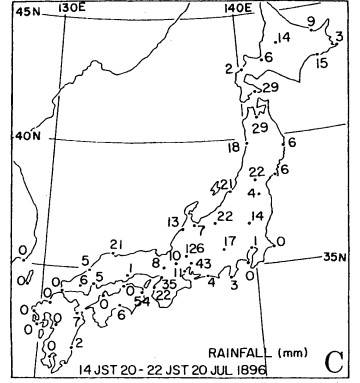 45N 130E 140E 9
14 3
2 6 15
29
40N 29
18 6
22 6
21 4
13 7 22 14
21 126 17 1 0
0 5 10 43 35N
6 5 1 8 11 4 3 0
0 0 0 35
0 0 54 22
0 0 6
0 2
0
RAINFALL (mm) C
14 JST 20 - 22 JST 20 JUL 1896